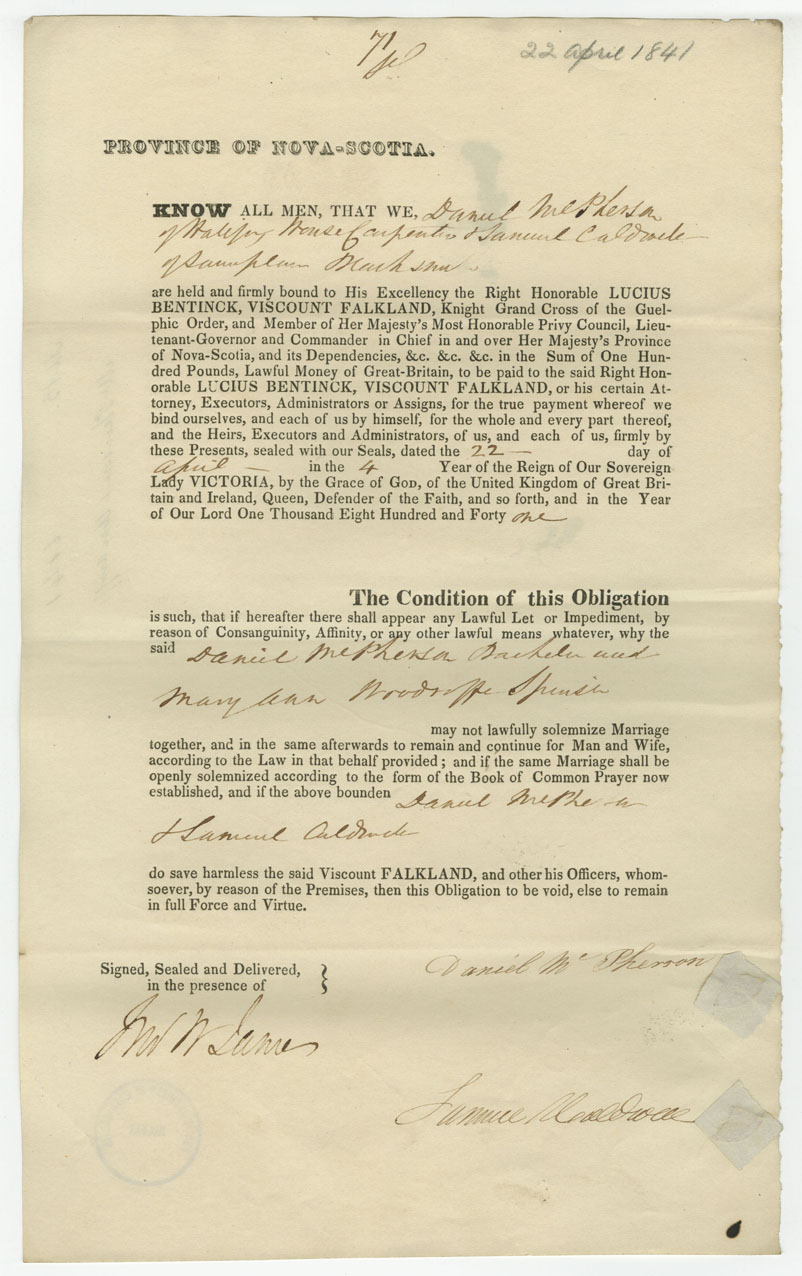 22 April 1841
PROVINCE OF NOVA-SCOTIA.
KNOW ALL MEN, THAT WE, Daniel McPherson
of Halifax House Carpenter & Samuel Caldwell
of same place
are held and firmly bound to His Excellency the Right Honorable LUCIUS
BENTINCK, VISCOUNT FALKLAND, Knight Grand Cross of the Guel-
phic Order, and Member of Her Majesty's Most Honorable Privy Council, Lieu-
tenant-Governor and Commander in Chief in and over Her Majesty's Province
of Nova-Scotia, and its Dependencies, &c. &c. &c. in the Sum of One Hun-
dred Pounds, Lawful Money of Great-Britain, to be paid to the said Right Hon-
orable LUCIUS BENTINCK, VISCOUNT FALKLAND, or his certain At-
torney, Executors, Administrators or Assigns, for the true payment whereof we
bind ourselves, and each of us by himself, for the whole and every part thereof,
and the Heirs, Executors and Administrators, of us, and each of us, firmly by
these Presents, sealed with our Seals, dated the 22 — day of
April — in the 4 Year of the Reign of Our Sovereign
Lady VICTORIA, by the Grace of God, of the United Kingdom of Great Bri-
tain and Ireland, Queen, Defender of the Faith, and so forth, and in the Year
of Our Lord One Thousand Eight Hundred and Forty one
The Condition of this Obligation
is such, that if hereafter there shall appear any Lawful Let or Impediment, by
reason of Consanguinity, Affinity, or any other lawful means whatever, why the
said Daniel McPherson Bachelor and
Mary Ann Woodroffe Spinster
may not lawfully solemnize Marriage
together, and in the same afterwards to remain and continue for Man and Wife,
according to the Law in that behalf provided; and if the same Marriage shall be
openly solemnized according to the form of the Book of Common Prayer now
established, and if the above bounden Daniel McPherson
& Samuel Caldwell
do save harmless the said Viscount FALKLAND, and other his Officers, whom-
soever, by reason of the Premises, then this Obligation to be void, else to remain
in full Force and Virtue.
Signed, Sealed and Delivered,
in the presence of
Daniel McPherson
W James
Samuel Caldwell